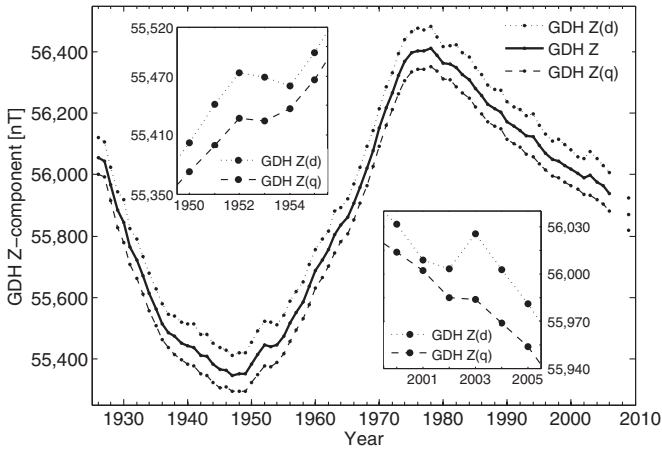 GDH Z-component [nT]
56,400
56,200
56,000
55,800
55,600
55,400
1930 1940 1950 1960 1970 1980 1990 2000 2010
Year
GDH Z(d)
GDH Z
GDH Z(q)
55,520
55,470
55,410
55,350
1950 1952 1954
GDH Z(d)
GDH Z(q)
56,030
56,000
55,970
55,940
2001 2003 2005
GDH Z(d)
GDH Z(q)